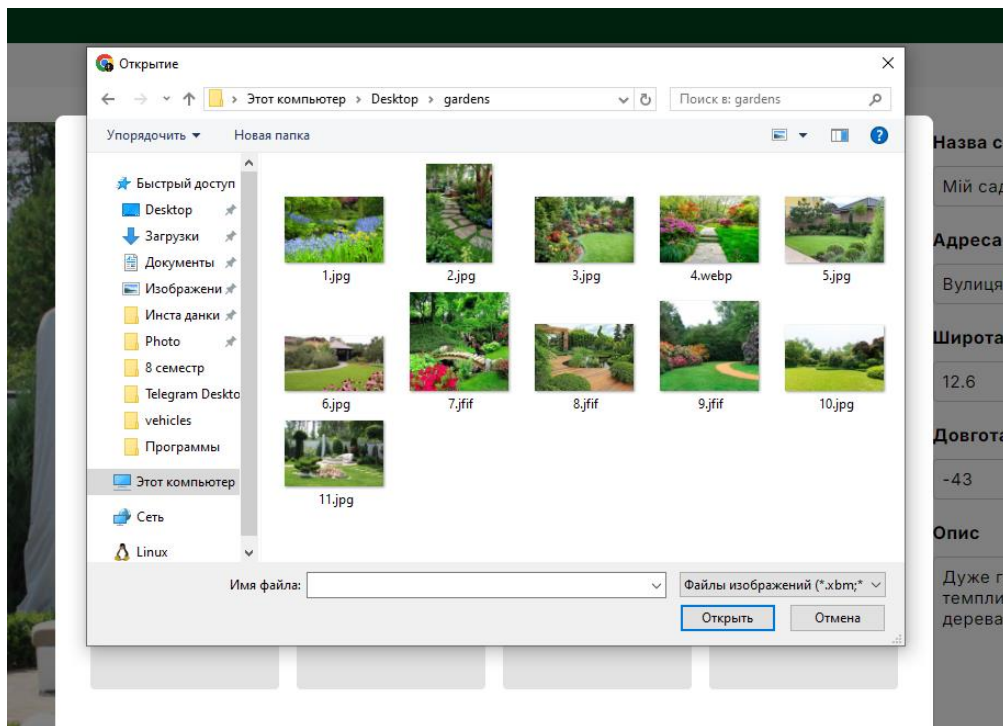 Открытие
Этот компьютер > Desktop > gardens
Поиск в: gardens
Упорядочить
Новая папка
Быстрый доступ
Desktop
Загрузки
Документы
Изображени
Инста данки
Photo
8 семестр
Telegram Deskto
vehicles
Программы
Этот компьютер
Сеть
Linux
1.jpg
2.jpg
3.jpg
4.webp
5.jpg
6.jpg
7.jfif
8.jfif
9.jfif
10.jpg
11.jpg
Имя файла:
Файлы изображений (*.xbm;*
Открыть
Отмена
Назва с
Мій сад
Адреса
Вулиця
Широта
12.6
Довгота
-43
Опис
Дуже г
темпли
дерева